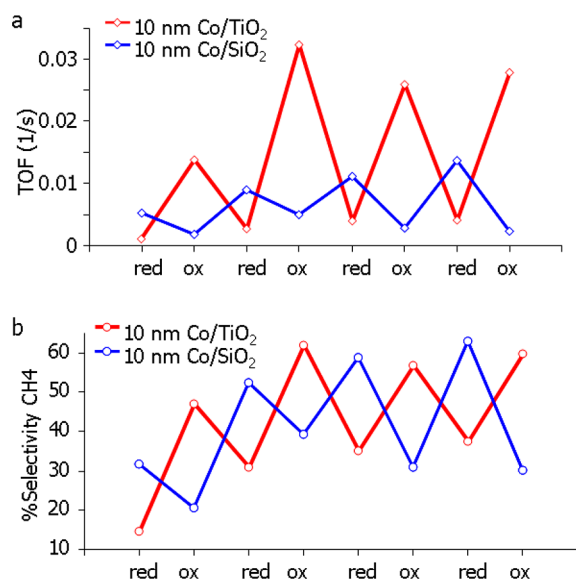 a
10 nm Co/TiO₂
10 nm Co/SiO₂
0.03
0.02
0.01
0
TOF (1/s)
red ox red ox red ox red ox
b
10 nm Co/TiO₂
10 nm Co/SiO₂
60
50
40
30
20
10
%Selectivity CH4
red ox red ox red ox red ox